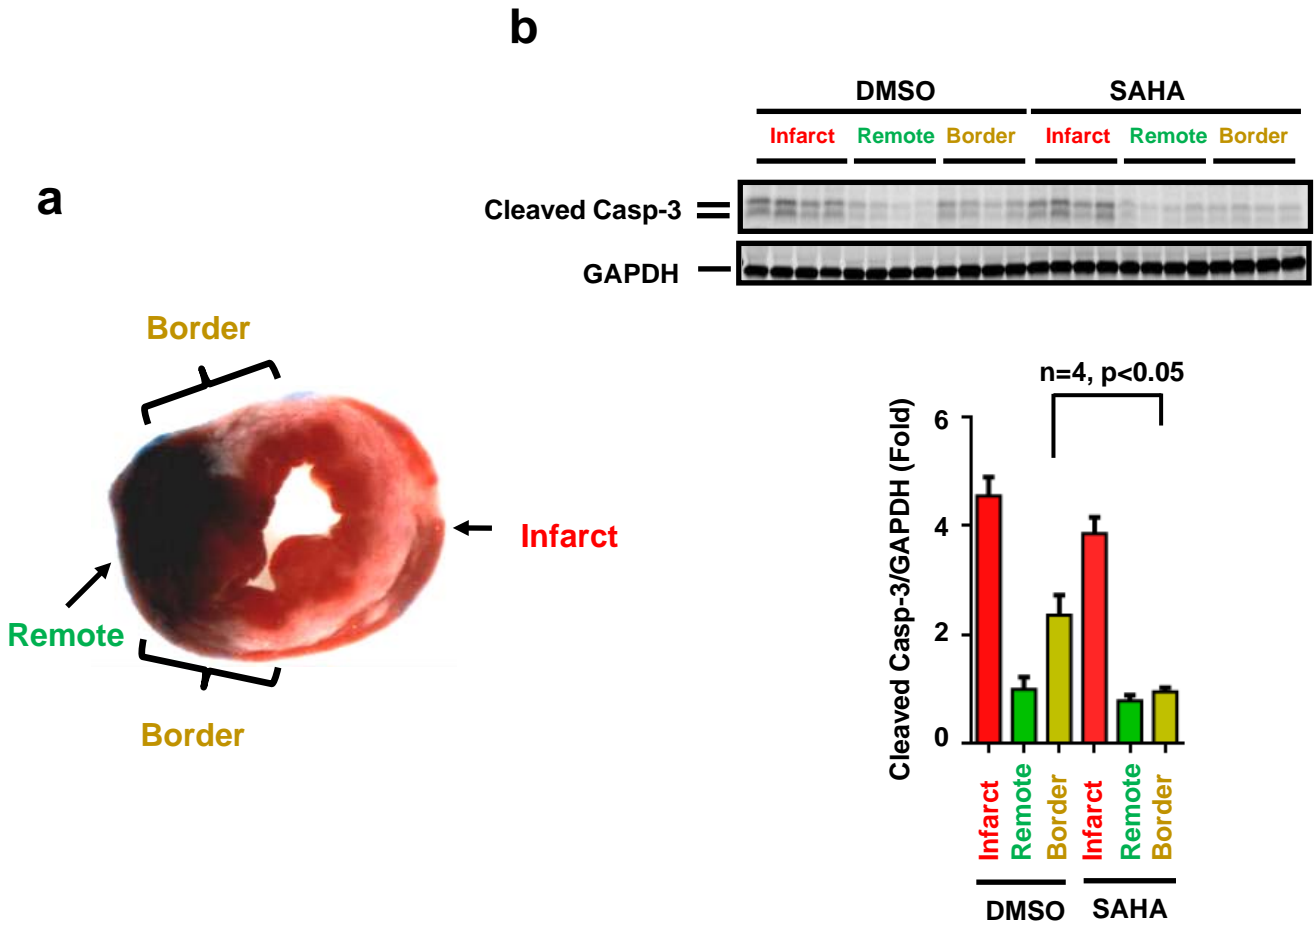 b
DMSO SAHA
Infarct Remote Border Infarct Remote Border
a
Cleaved Casp-3
GAPDH
Border
Infarct
Remote
Border
n=4, p<0.05
Cleaved Casp-3/GAPDH (Fold)
6
4
2
0
Infarct Remote Border Infarct Remote Border
DMSO SAHA